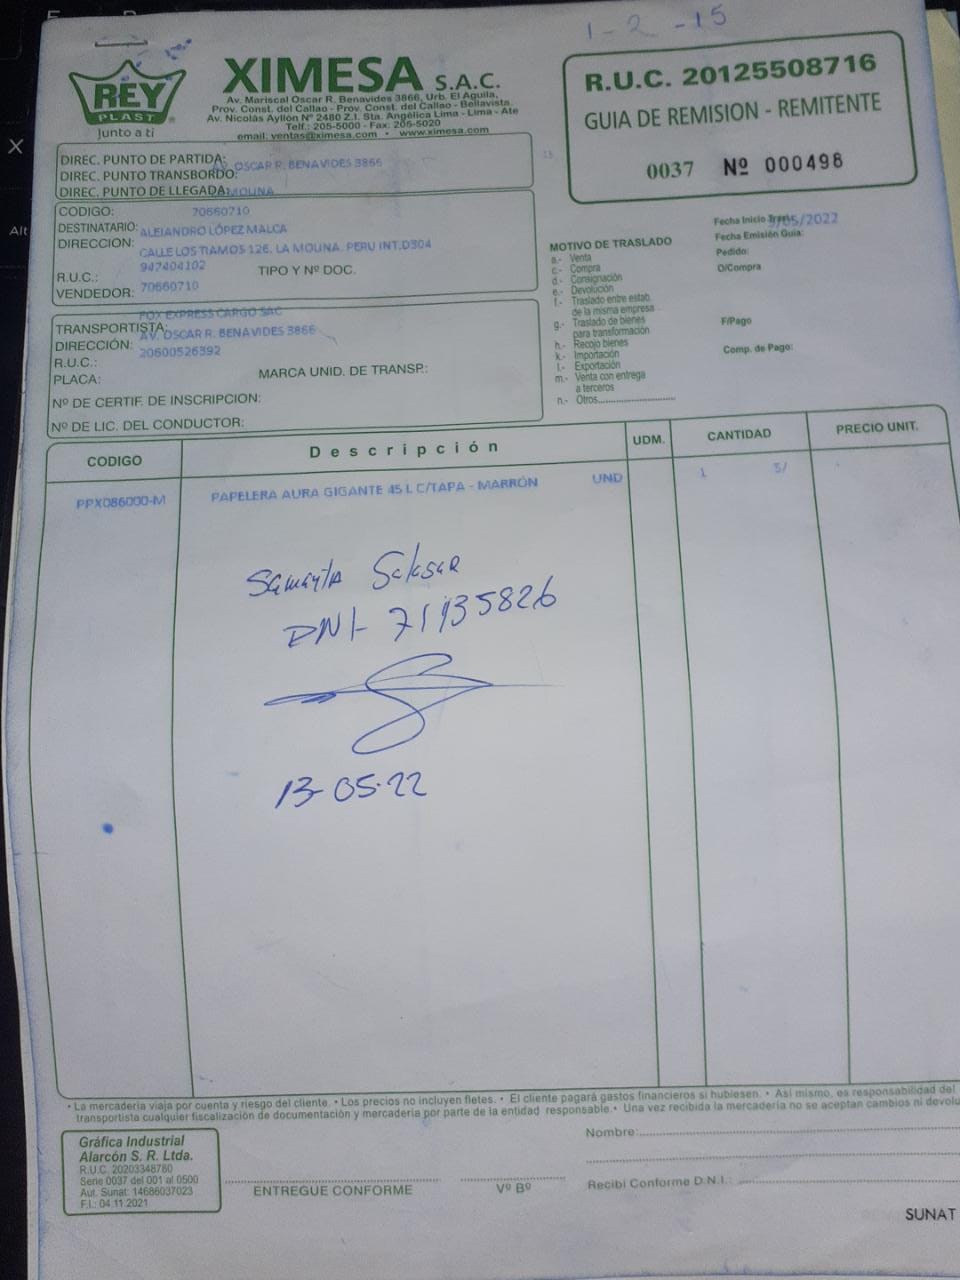 1-2-15
REY
PLAST
Junto a ti
XIMESA S.A.C.
Av. Mariscal Oscar R. Benavides 3866, Urb. El Aguila,
Prov. Const. del Callao - Prov. Const. del Callao - Bellavista.
Av. Nicolás Ayllón Nº 2480 Z.I. Sta. Angélica Lima - Lima - Ate
Telf.: 205-5000 - Fax: 205-5020
email: ventas@ximesa.com • www.ximesa.com
R.U.C. 20125508716
GUIA DE REMISION - REMITENTE
0037 Nº 000498
DIREC. PUNTO DE PARTIDA: AV. OSCAR R. BENAVIDES 3866
DIREC. PUNTO TRANSBORDO:
DIREC. PUNTO DE LLEGADA: MOLINA
13
CODIGO: 70660710
DESTINATARIO: ALEJANDRO LÓPEZ MALCA
DIRECCION: CALLE LOS TIAMOS 126. LA MOLINA. PERU INT.D304
R.U.C.: 947404102 TIPO Y Nº DOC.
VENDEDOR: 70660710
FOX EXPRESS CARGO SAC
TRANSPORTISTA:
DIRECCIÓN: AV. OSCAR R. BENAVIDES 3866
R.U.C.: 20600526392
PLACA: MARCA UNID. DE TRANSP.:
Nº DE CERTIF. DE INSCRIPCION:
Nº DE LIC. DEL CONDUCTOR:
MOTIVO DE TRASLADO
a.- Venta
c.- Compra
d.- Consignación
e.- Devolución
f.- Traslado entre estab.
de la misma empresa
g.- Traslado de bienes
para transformación
h.- Recojo bienes
k.- Importación
l.- Exportación
m.- Venta con entrega
a terceros
n.- Otros
Fecha Inicio /05/2022
Fecha Emisión Guía:
Pedido:
O/Compra
F/Pago
Comp. de Pago:
CODIGO Descripción UDM. CANTIDAD PRECIO UNIT.
PPX086000-M PAPELERA AURA GIGANTE 45 L C/TAPA - MARRÓN UND 1 S/
DNI- 71935826
13-05-22
• La mercadería viaja por cuenta y riesgo del cliente. • Los precios no incluyen fletes. • El cliente pagará gastos financieros si hubiesen. • Así mismo, es responsabilidad del
transportista cualquier fiscalización de documentación y mercadería por parte de la entidad responsable. • Una vez recibida la mercadería no se aceptan cambios ni devolu
Gráfica Industrial
Alarcón S. R. Ltda.
R.U.C. 20203348760
Serie 0037 del 001 al 0500
Aut. Sunat: 14686037023
F.I.: 04.11.2021
ENTREGUE CONFORME
Vº Bº
Nombre:
Recibí Conforme D.N.I.:
SUNAT
X
Alt